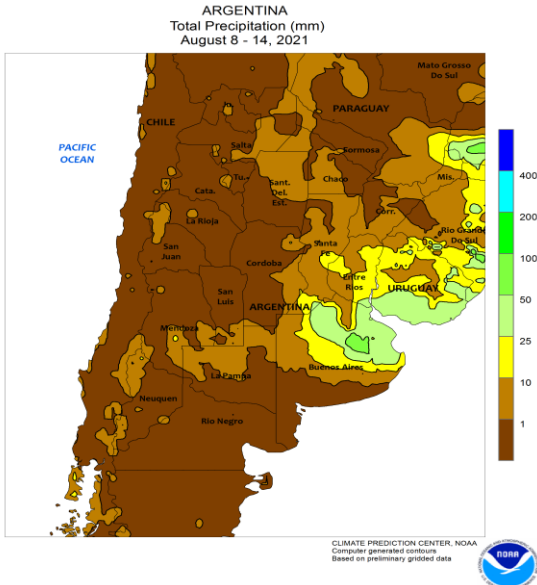 ARGENTINA
Total Precipitation (mm)
August 8 - 14, 2021
Mato Grosso
Do Sul
Ju.
PARAGUAY
CHILE
PACIFIC
OCEAN
Salta
Formosa
Tu.
Chaco
Mis.
400
Cata.
Sant.
Del.
Est.
Corr.
200
La Rioja
Rio Grande
Do Sul
San
Juan
Santa
Fe
Cordoba
100
Entre
Rios
URUGUAY
San
Luis
50
ARGENTINA
Mendoza
25
Buenos Aires
La Pampa
10
Neuquen
Rio Negro
1
CLIMATE PREDICTION CENTER, NOAA
Computer generated contours
Based on preliminary gridded data
NOAA